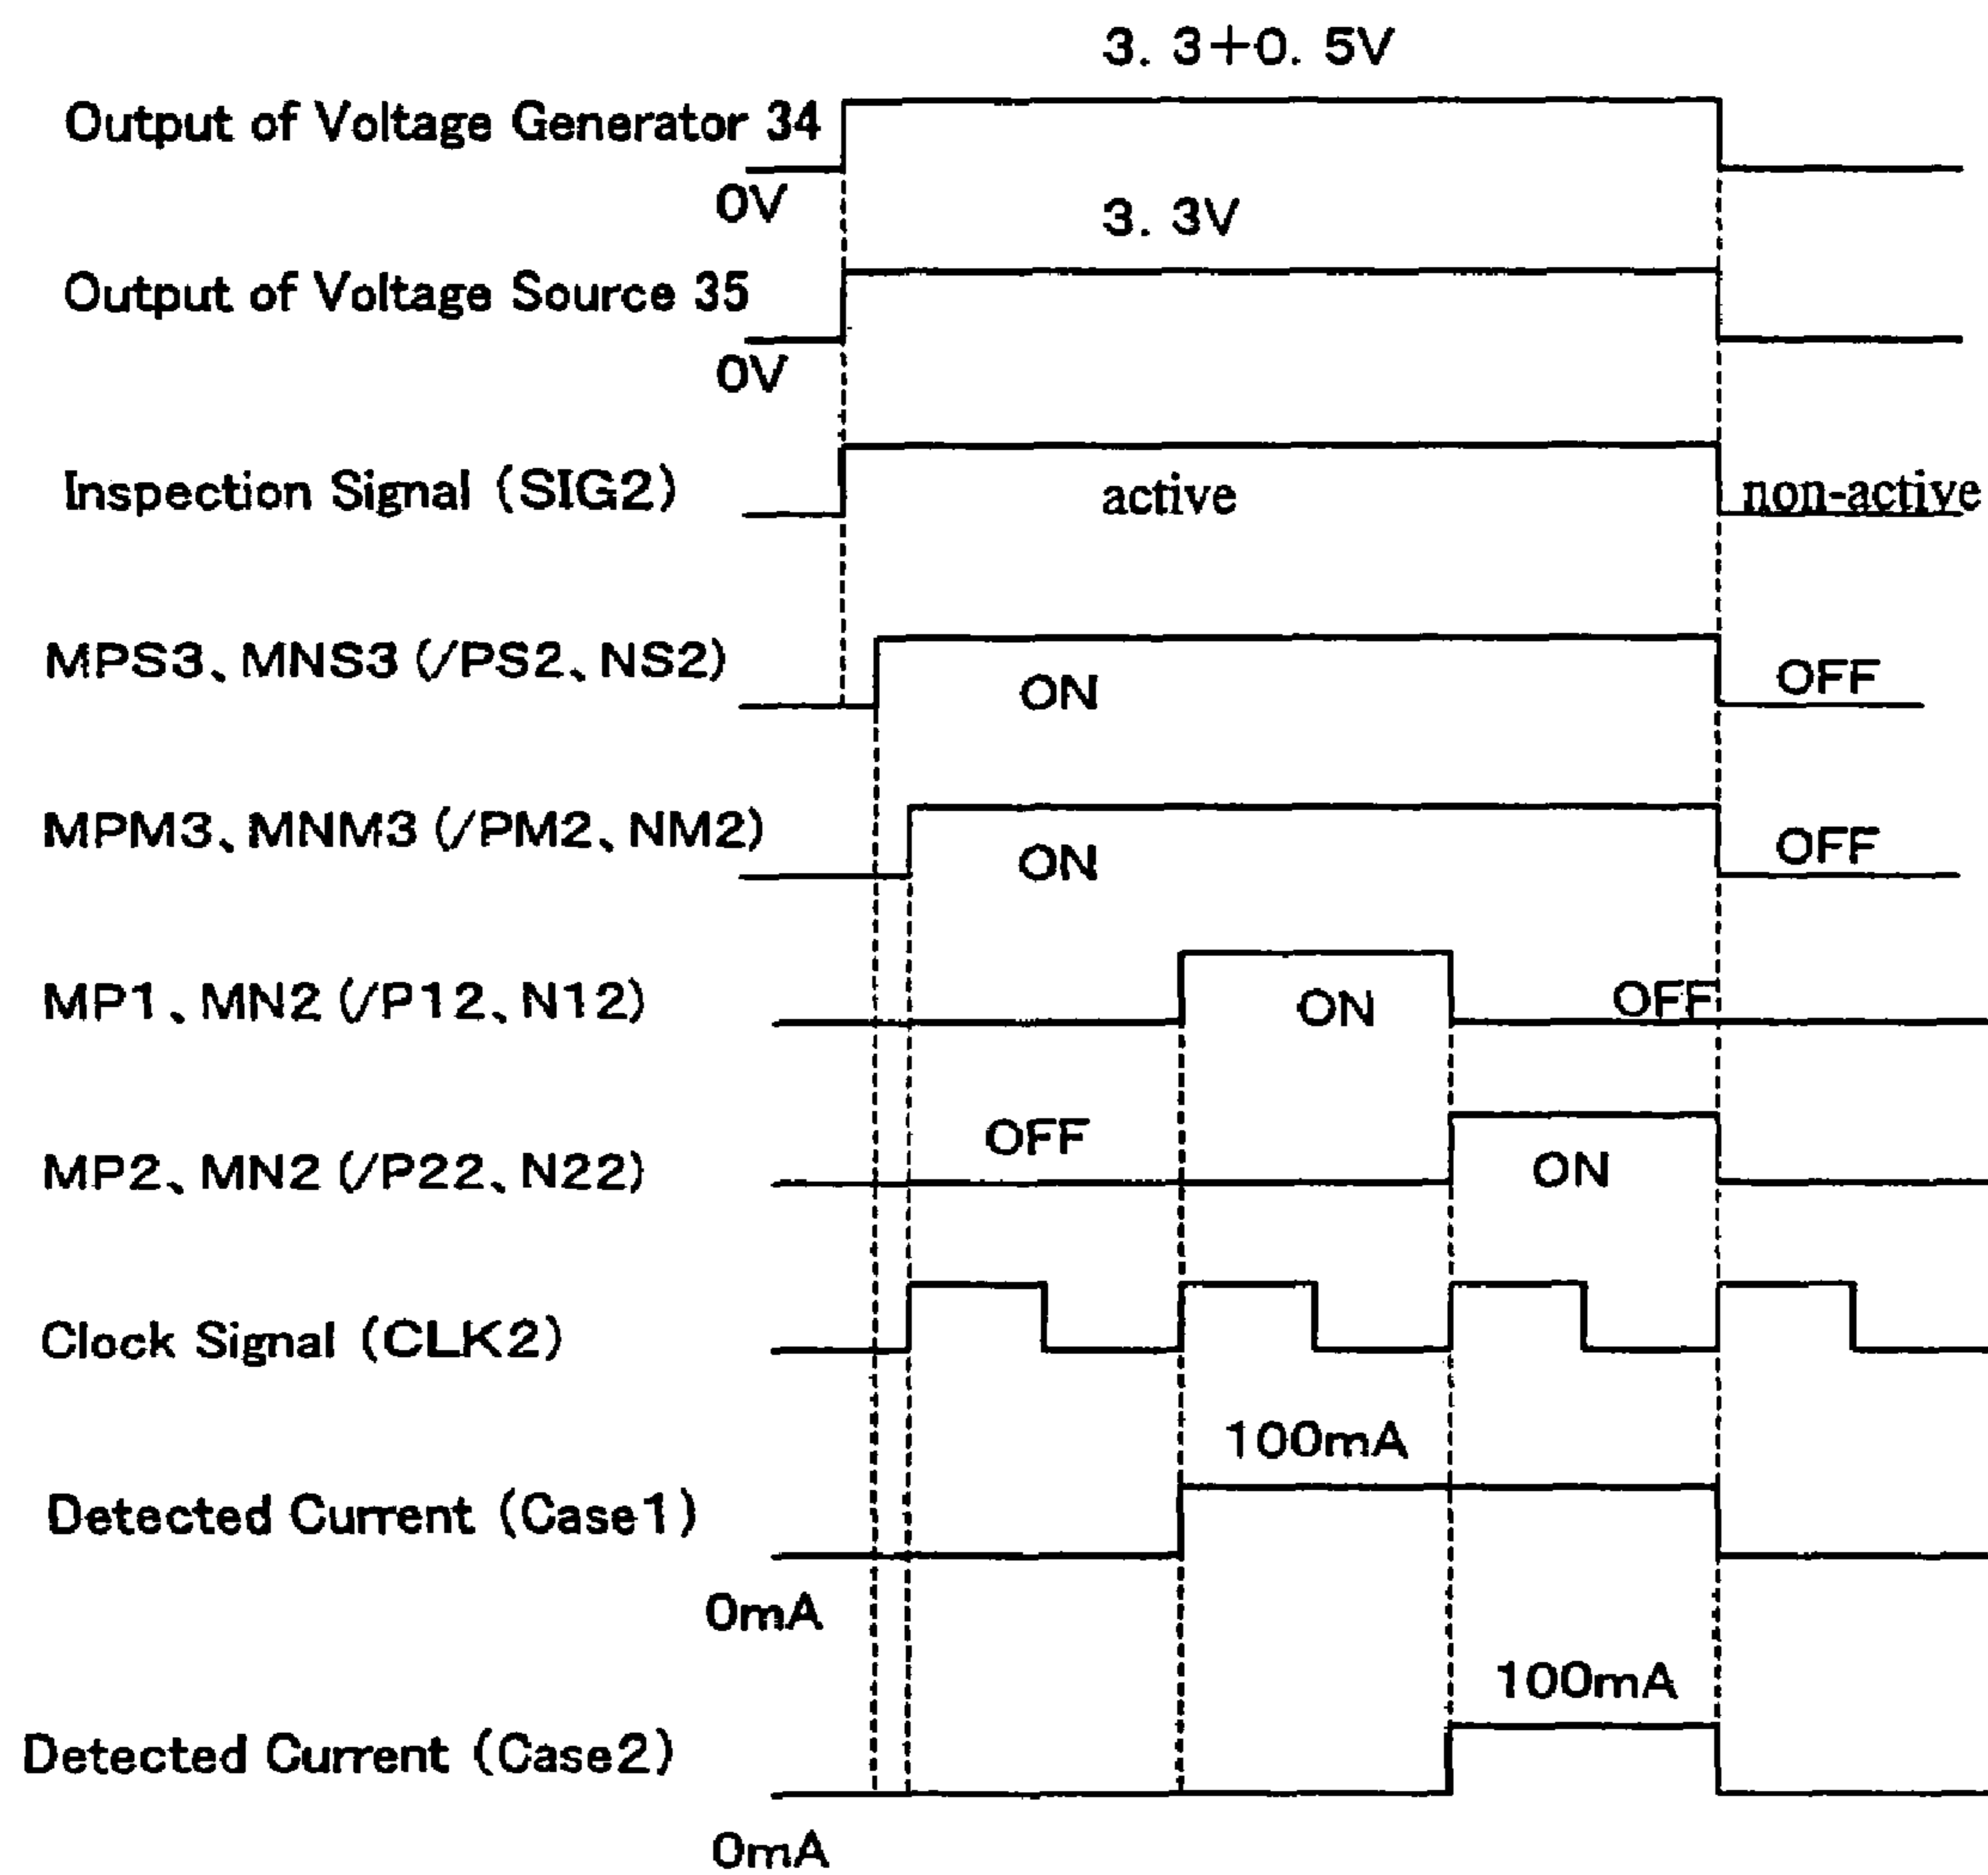 3. 3+0. 5V
Output of Voltage Generator 34
0V
3. 3V
Output of Voltage Source 35
0V
Inspection Signal (SIG2)
active
non-active
MPS3、MNS3 (/PS2、NS2)
ON
OFF
MPM3、MNM3 (/PM2、NM2)
ON
OFF
MP1、MN2 (/P12、N12)
ON
OFF
MP2、MN2 (/P22、N22)
OFF
ON
Clock Signal (CLK2)
100mA
Detected Current (Case1)
0mA
100mA
Detected Current (Case2)
0mA